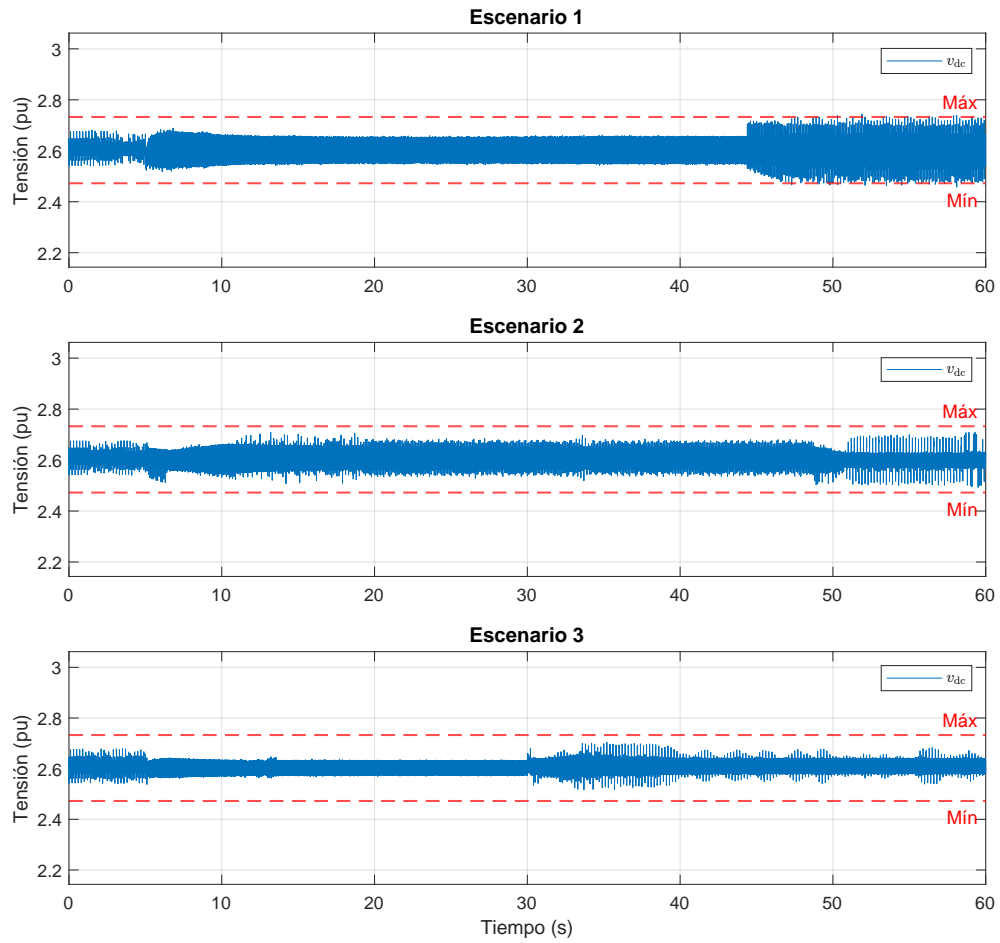 Escenario 1
Tensión (pu)
3
2.8
2.6
2.4
2.2
v_dc
Máx
Mín
0 10 20 30 40 50 60
Escenario 2
Tensión (pu)
3
2.8
2.6
2.4
2.2
v_dc
Máx
Mín
0 10 20 30 40 50 60
Escenario 3
Tensión (pu)
3
2.8
2.6
2.4
2.2
v_dc
Máx
Mín
0 10 20 30 40 50 60
Tiempo (s)